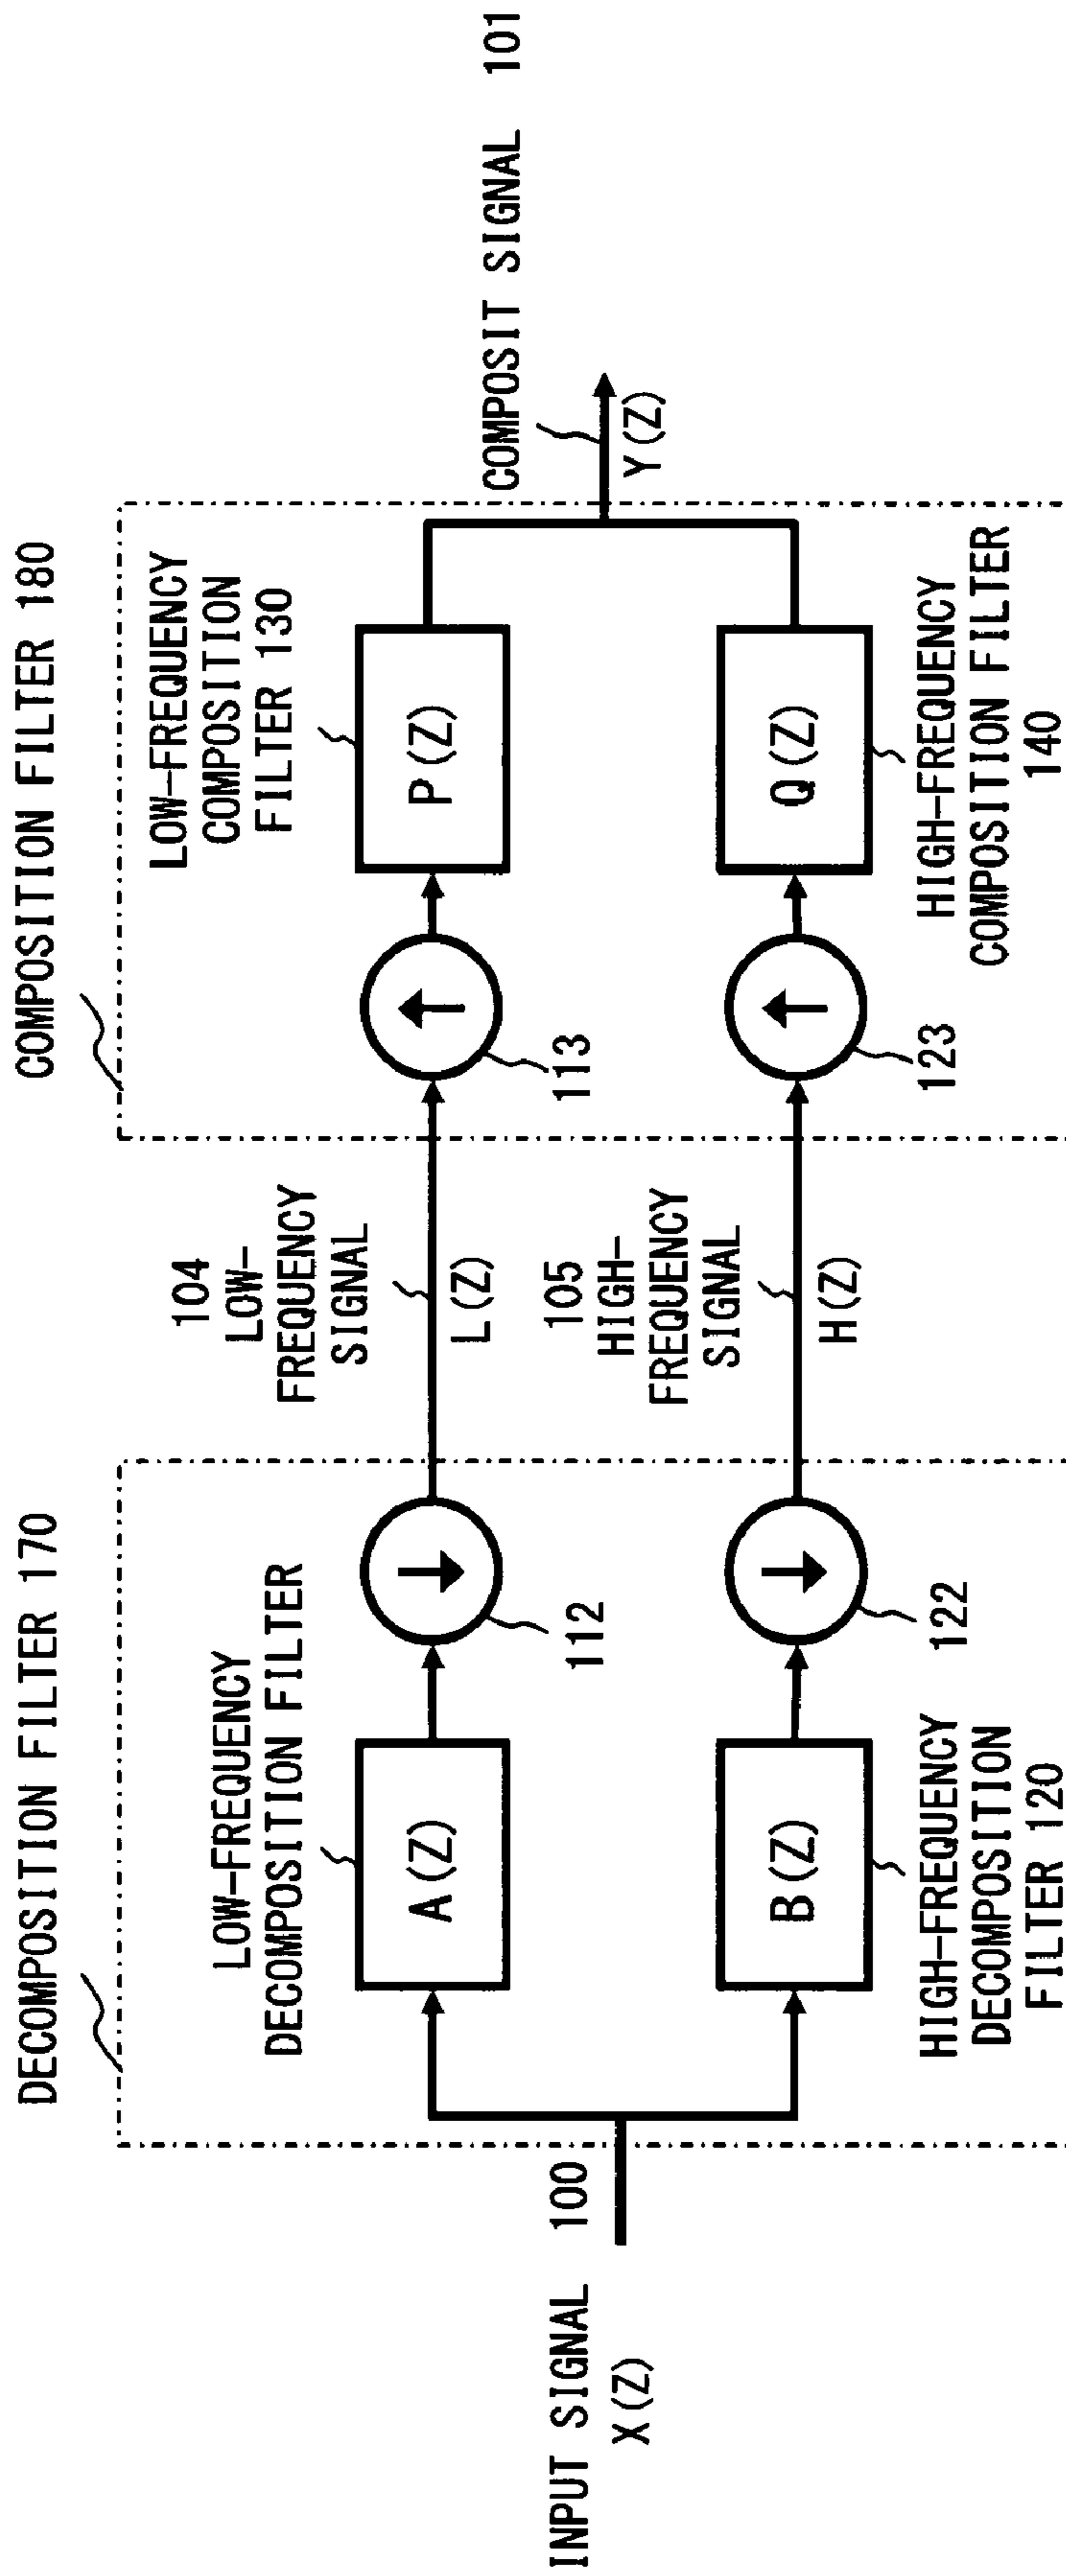 DECOMPOSITION FILTER 170
COMPOSITION FILTER 180
LOW-FREQUENCY
DECOMPOSITION FILTER
A(Z)
112
104
LOW-
FREQUENCY
SIGNAL
L(Z)
113
LOW-FREQUENCY
COMPOSITION
FILTER 130
P(Z)
INPUT SIGNAL 100
X(Z)
COMPOSIT SIGNAL 101
Y(Z)
B(Z)
HIGH-FREQUENCY
DECOMPOSITION
FILTER 120
122
105
HIGH-
FREQUENCY
SIGNAL
H(Z)
123
Q(Z)
HIGH-FREQUENCY
COMPOSITION FILTER
140